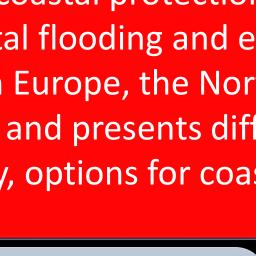 coastal protection
tal flooding and e
Europe, the Nor
and presents diff
y, options for coas